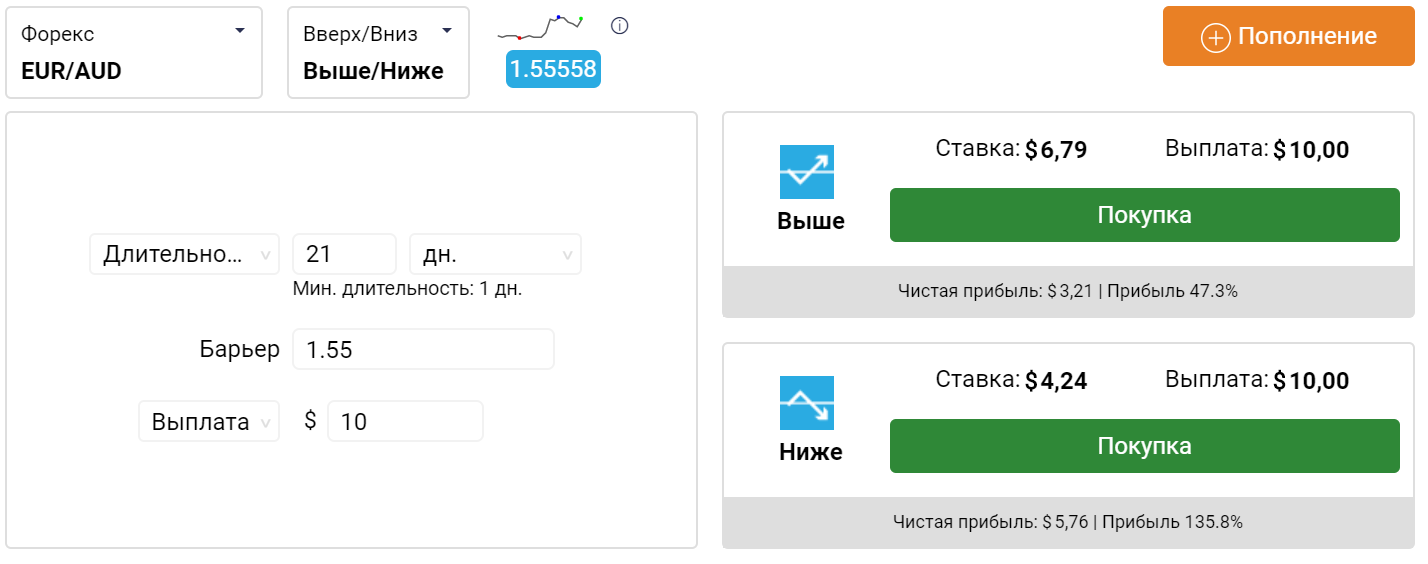 Форекс
EUR/AUD
Вверх/Вниз
Выше/Ниже
1.55558
Пополнение
Длительно...
21
дн.
Мин. длительность: 1 дн.
Барьер
1.55
Выплата
$
10
Выше
Ставка: $6,79
Выплата: $10,00
Покупка
Чистая прибыль: $3,21 | Прибыль 47.3%
Ниже
Ставка: $4,24
Выплата: $10,00
Покупка
Чистая прибыль: $5,76 | Прибыль 135.8%